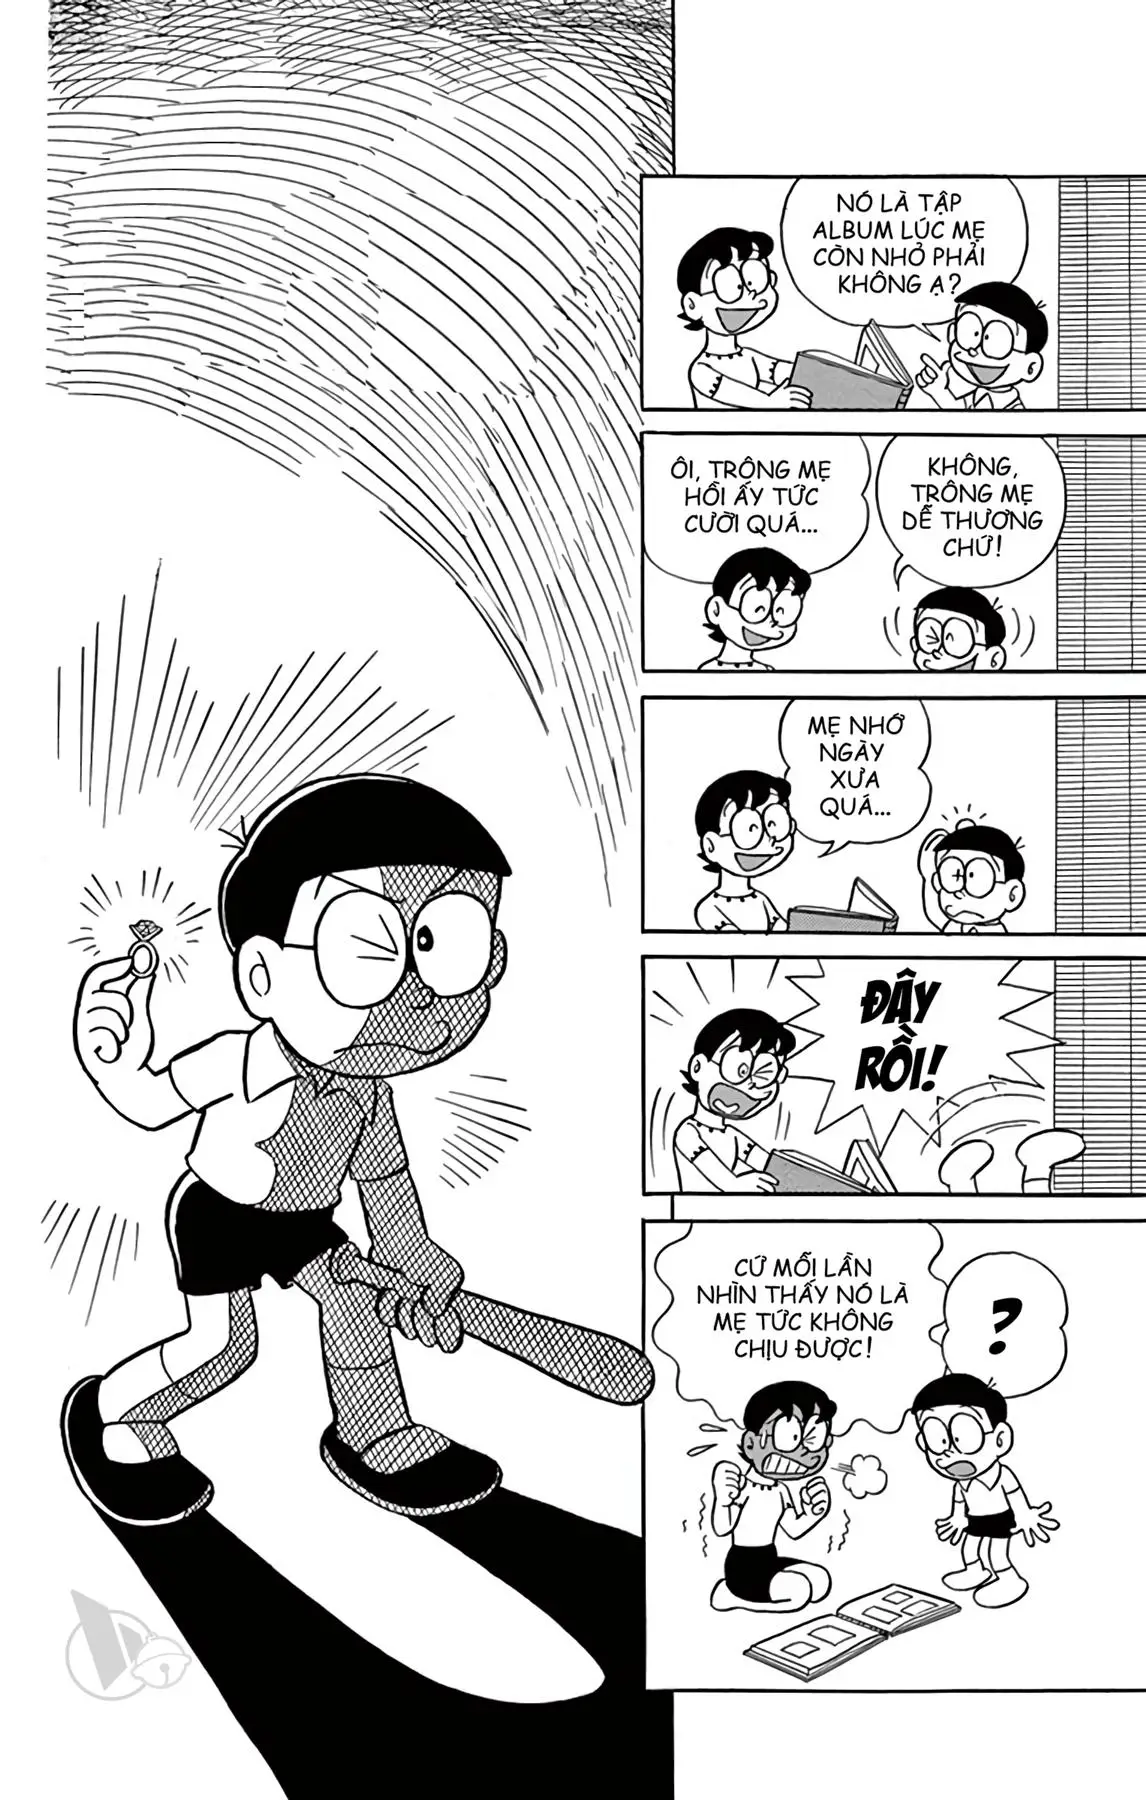 NÓ LÀ TẬP
ALBUM LÚC MẸ
CÒN NHỎ PHẢI
KHÔNG Ạ?
ÔI, TRÔNG MẸ
HỒI ẤY TỨC
CƯỜI QUÁ...
KHÔNG,
TRÔNG MẸ
DỄ THƯƠNG
CHỨ!
MẸ NHỚ
NGÀY
XƯA
QUÁ...
ĐÂY
RỒI!
CỨ MỖI LẦN
NHÌN THẤY NÓ LÀ
MẸ TỨC KHÔNG
CHỊU ĐƯỢC!
?